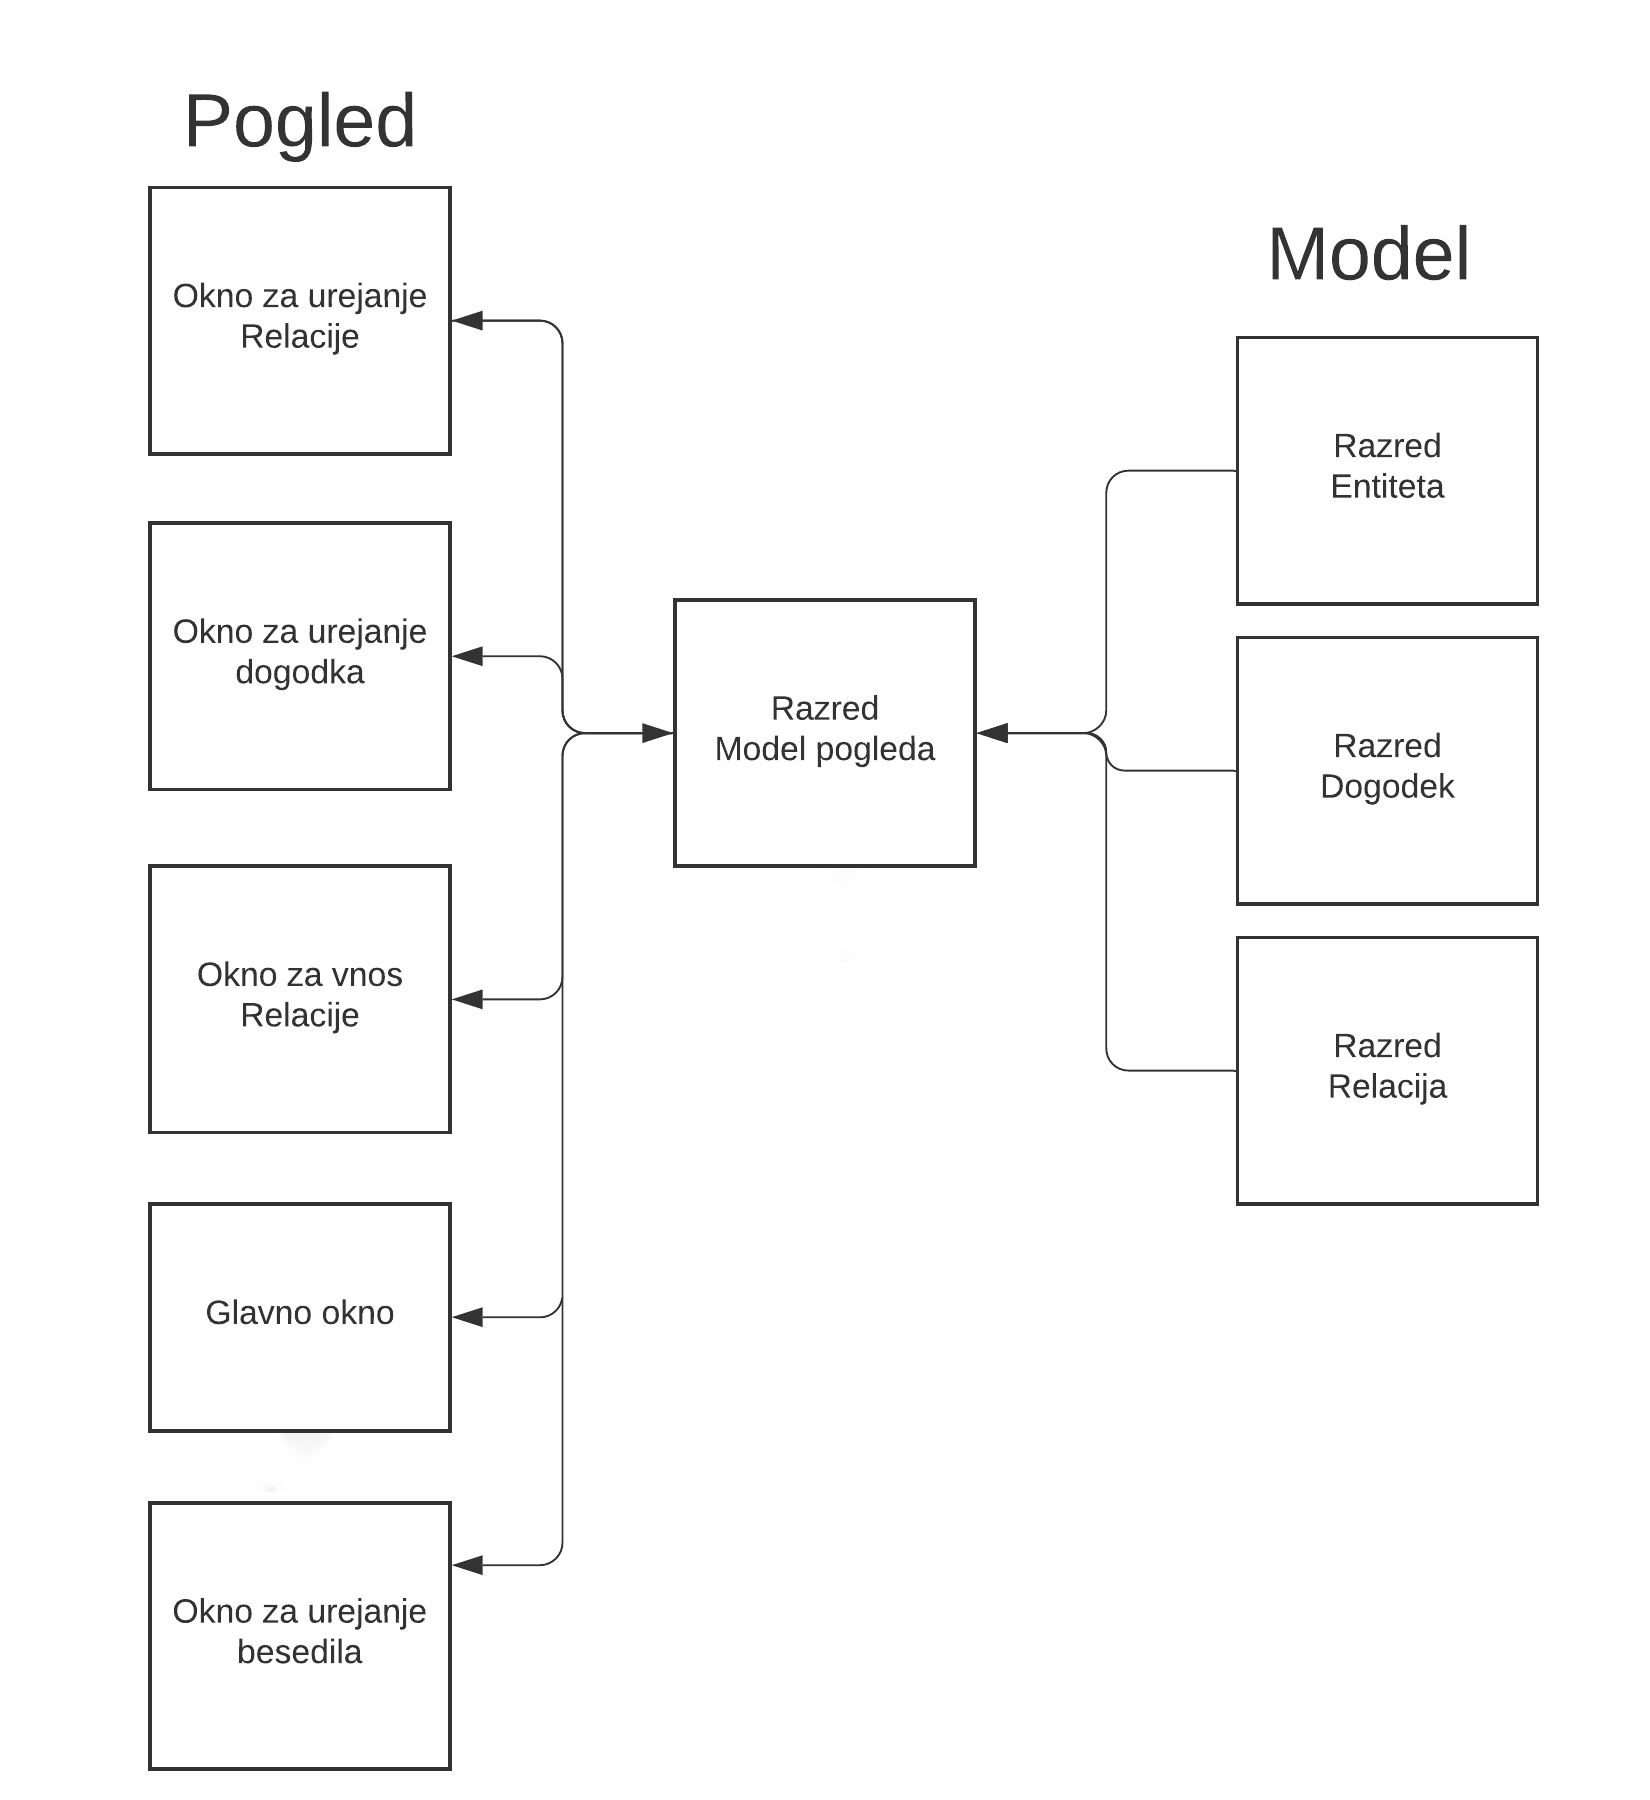 Pogled
Okno za urejanje
Relacije
Okno za urejanje
dogodka
Okno za vnos
Relacije
Glavno okno
Okno za urejanje
besedila
Razred
Model pogleda
Model
Razred
Entiteta
Razred
Dogodek
Razred
Relacija